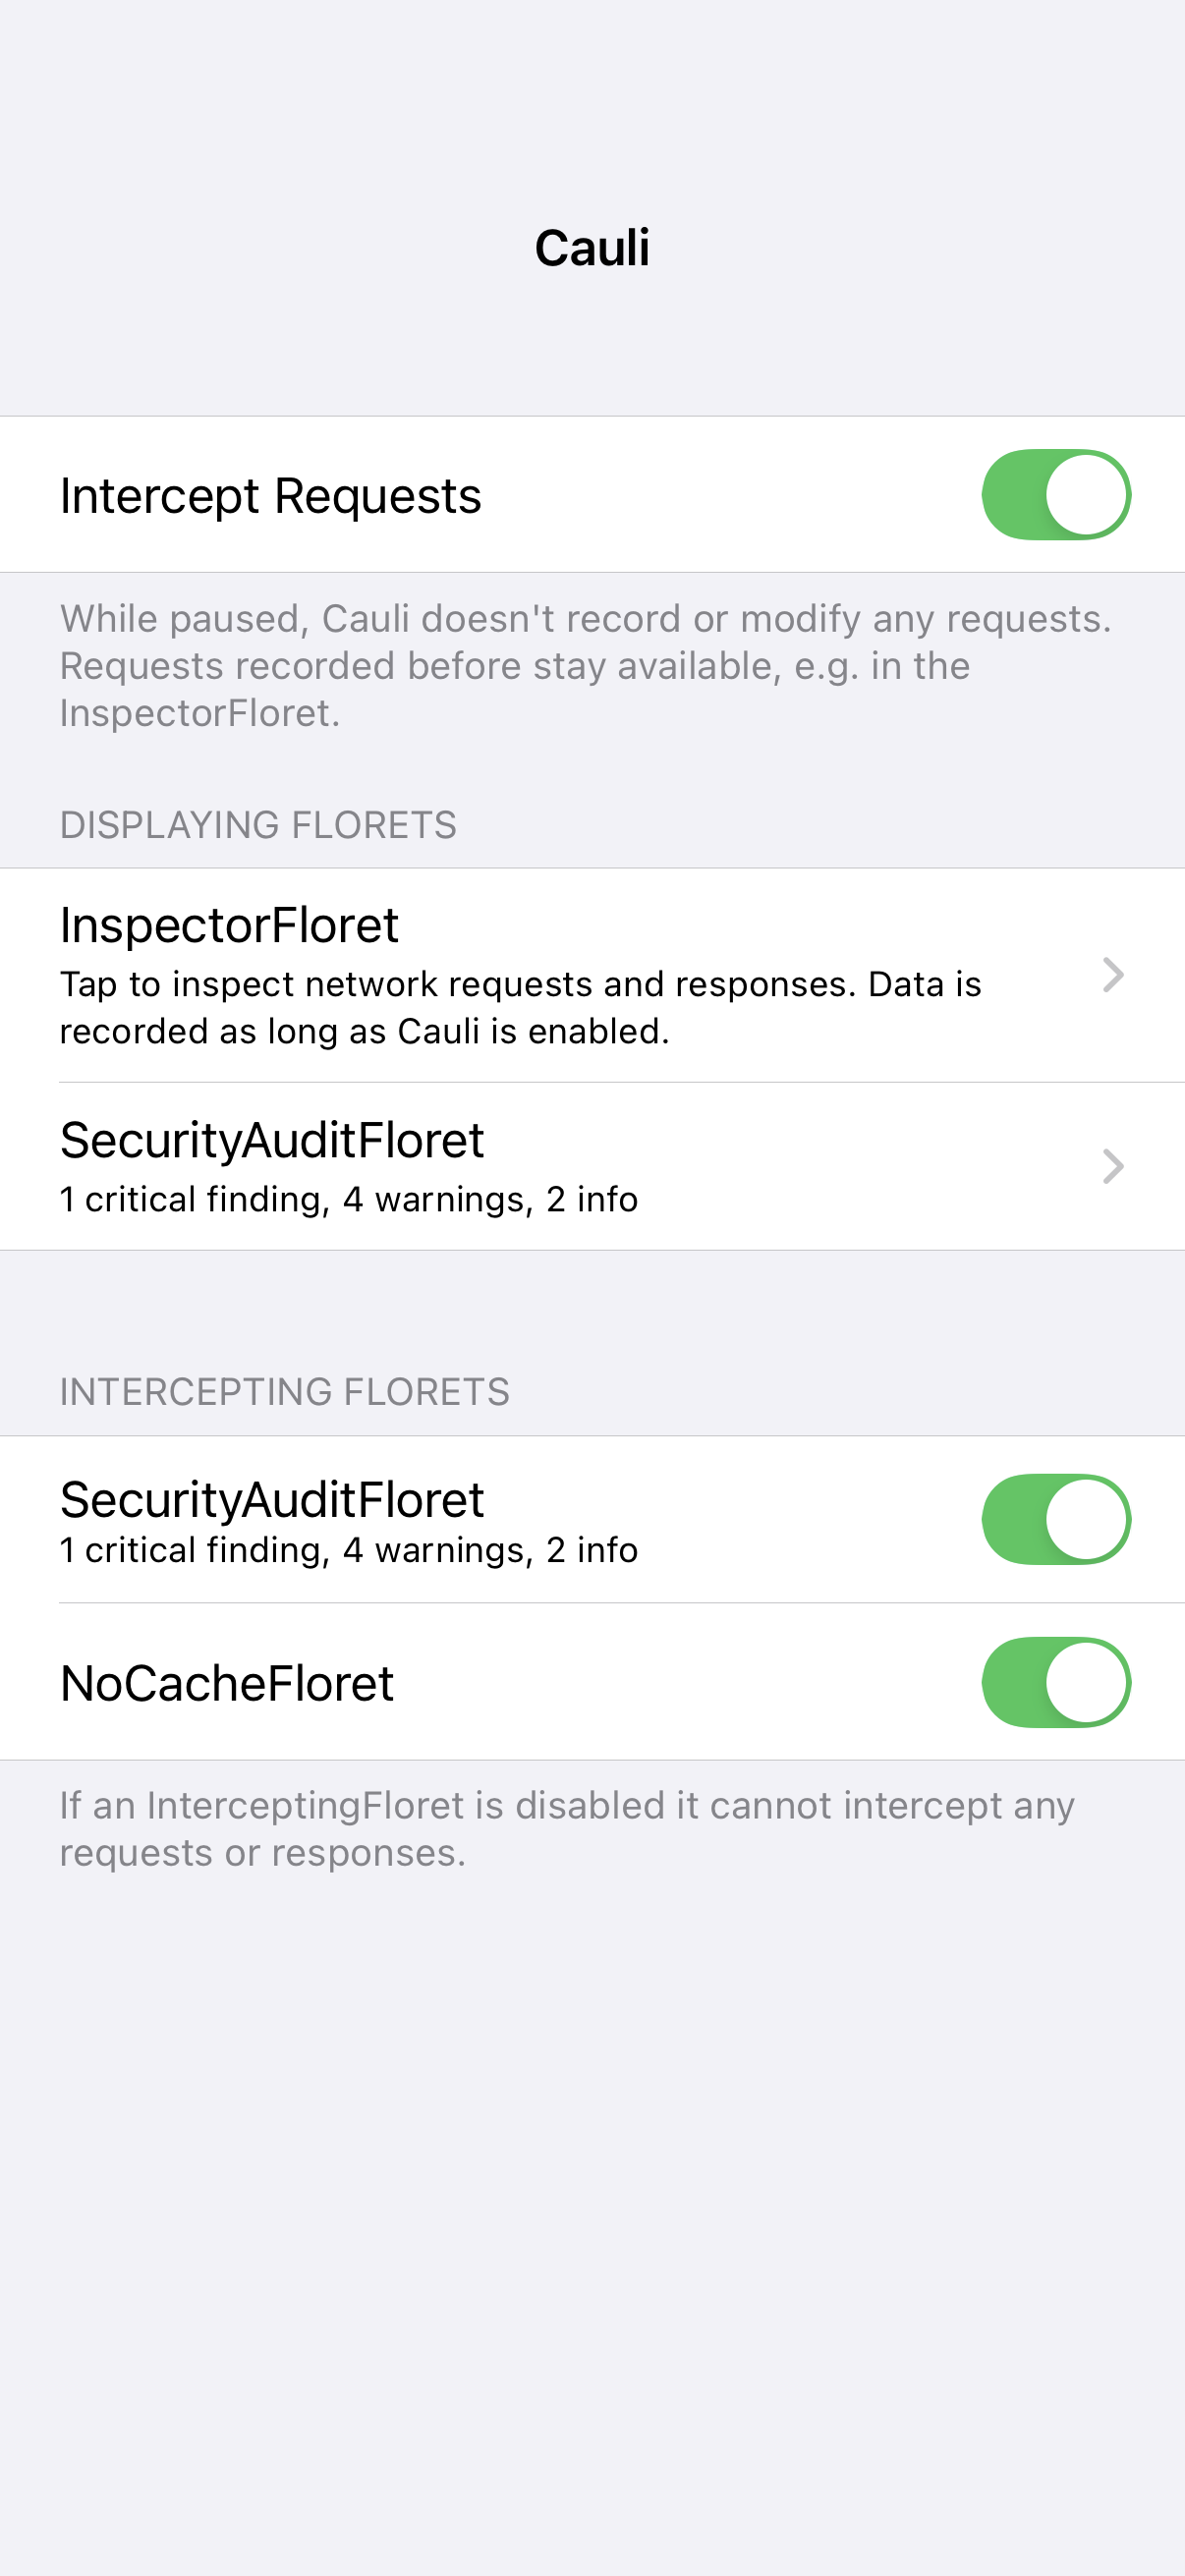 Cauli
Intercept Requests
While paused, Cauli doesn't record or modify any requests.
Requests recorded before stay available, e.g. in the
InspectorFloret.
DISPLAYING FLORETS
InspectorFloret
Tap to inspect network requests and responses. Data is
recorded as long as Cauli is enabled.
SecurityAuditFloret
1 critical finding, 4 warnings, 2 info
INTERCEPTING FLORETS
SecurityAuditFloret
1 critical finding, 4 warnings, 2 info
NoCacheFloret
If an InterceptingFloret is disabled it cannot intercept any
requests or responses.